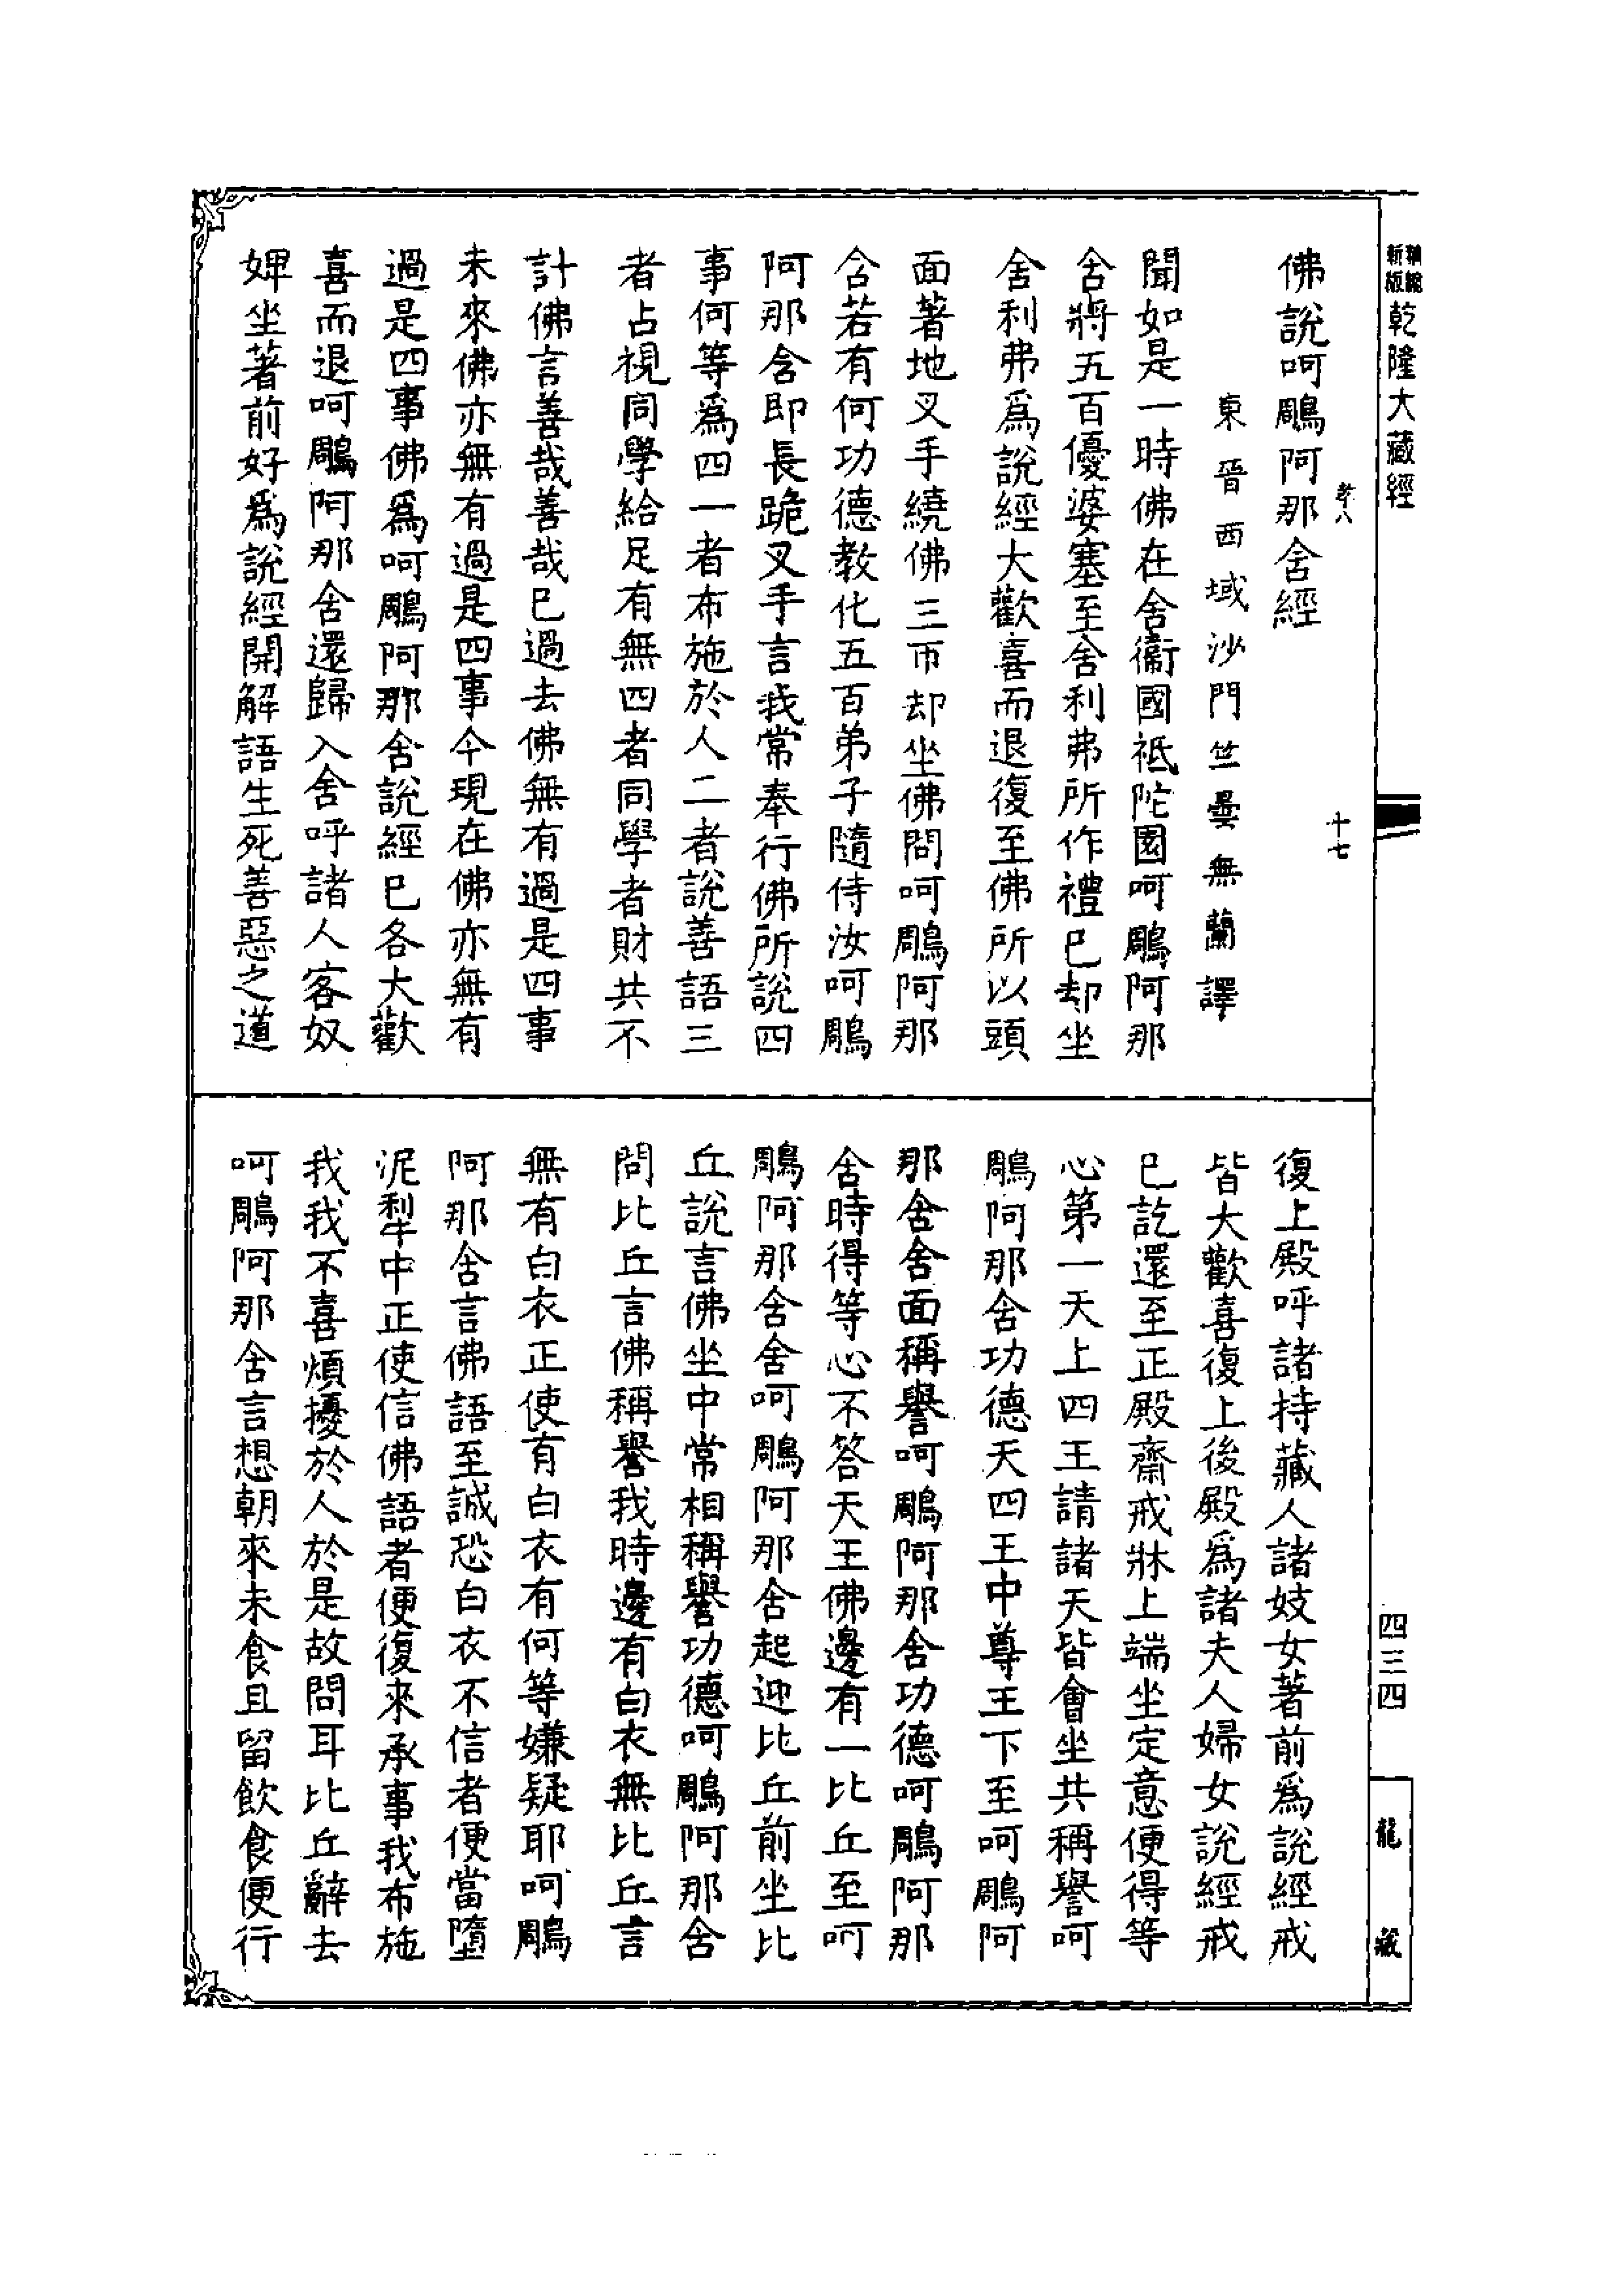 新版精縮乾隆大藏經
孝八
十七
佛說呵鵰阿那含經
東晉西域沙門竺曇無蘭譯
聞如是一時佛在舍衞國祗陀園呵鵰阿那
含將五百優婆塞至舍利弗所作禮巳却坐
舍利弗爲說經大歡喜而退復至佛所以頭
面著地叉手繞佛三帀却坐佛問呵鵰阿那
含若有何功德教化五百弟子隨侍汝呵鵰
阿那含即長跪叉手言我常奉行佛所說四
事何等爲四一者布施於人二者說善語三
者占視同學給足有無四者同學者財共不
計佛言善哉善哉巳過去佛無有過是四事
未來佛亦無有過是四事今現在佛亦無有
過是四事佛爲呵鵰阿那含說經巳各大歡
喜而退呵鵰阿那含還歸入舍呼諸人客奴
婢坐著前好爲說經開解語生死善惡之道
復上殿呼諸持藏人諸妓女著前爲說經戒
皆大歡喜復上後殿爲諸夫人婦女說經戒
巳訖還至正殿齋戒牀上端坐定意便得等
心第一天上四王請諸天皆會坐共稱譽呵
鵰阿那含功德天四王中尊王下至呵鵰阿
那含舍面稱譽呵鵰阿那含功德呵鵰阿那
含時得等心不答天王佛邊有一比丘至呵
鵰阿那含舍呵鵰阿那含起迎比丘前坐比
丘說言佛坐中常相稱譽功德呵鵰阿那含
問比丘言佛稱譽我時邊有白衣無比丘言
無有白衣正使有白衣有何等嫌疑耶呵鵰
阿那含言佛語至誠恐白衣不信者便當墮
泥犂中正使信佛語者便復來承事我布施
我我不喜煩擾於人於是故問耳比丘辭去
呵鵰阿那含言想朝來未食且留飲食便行
四三四
龍藏